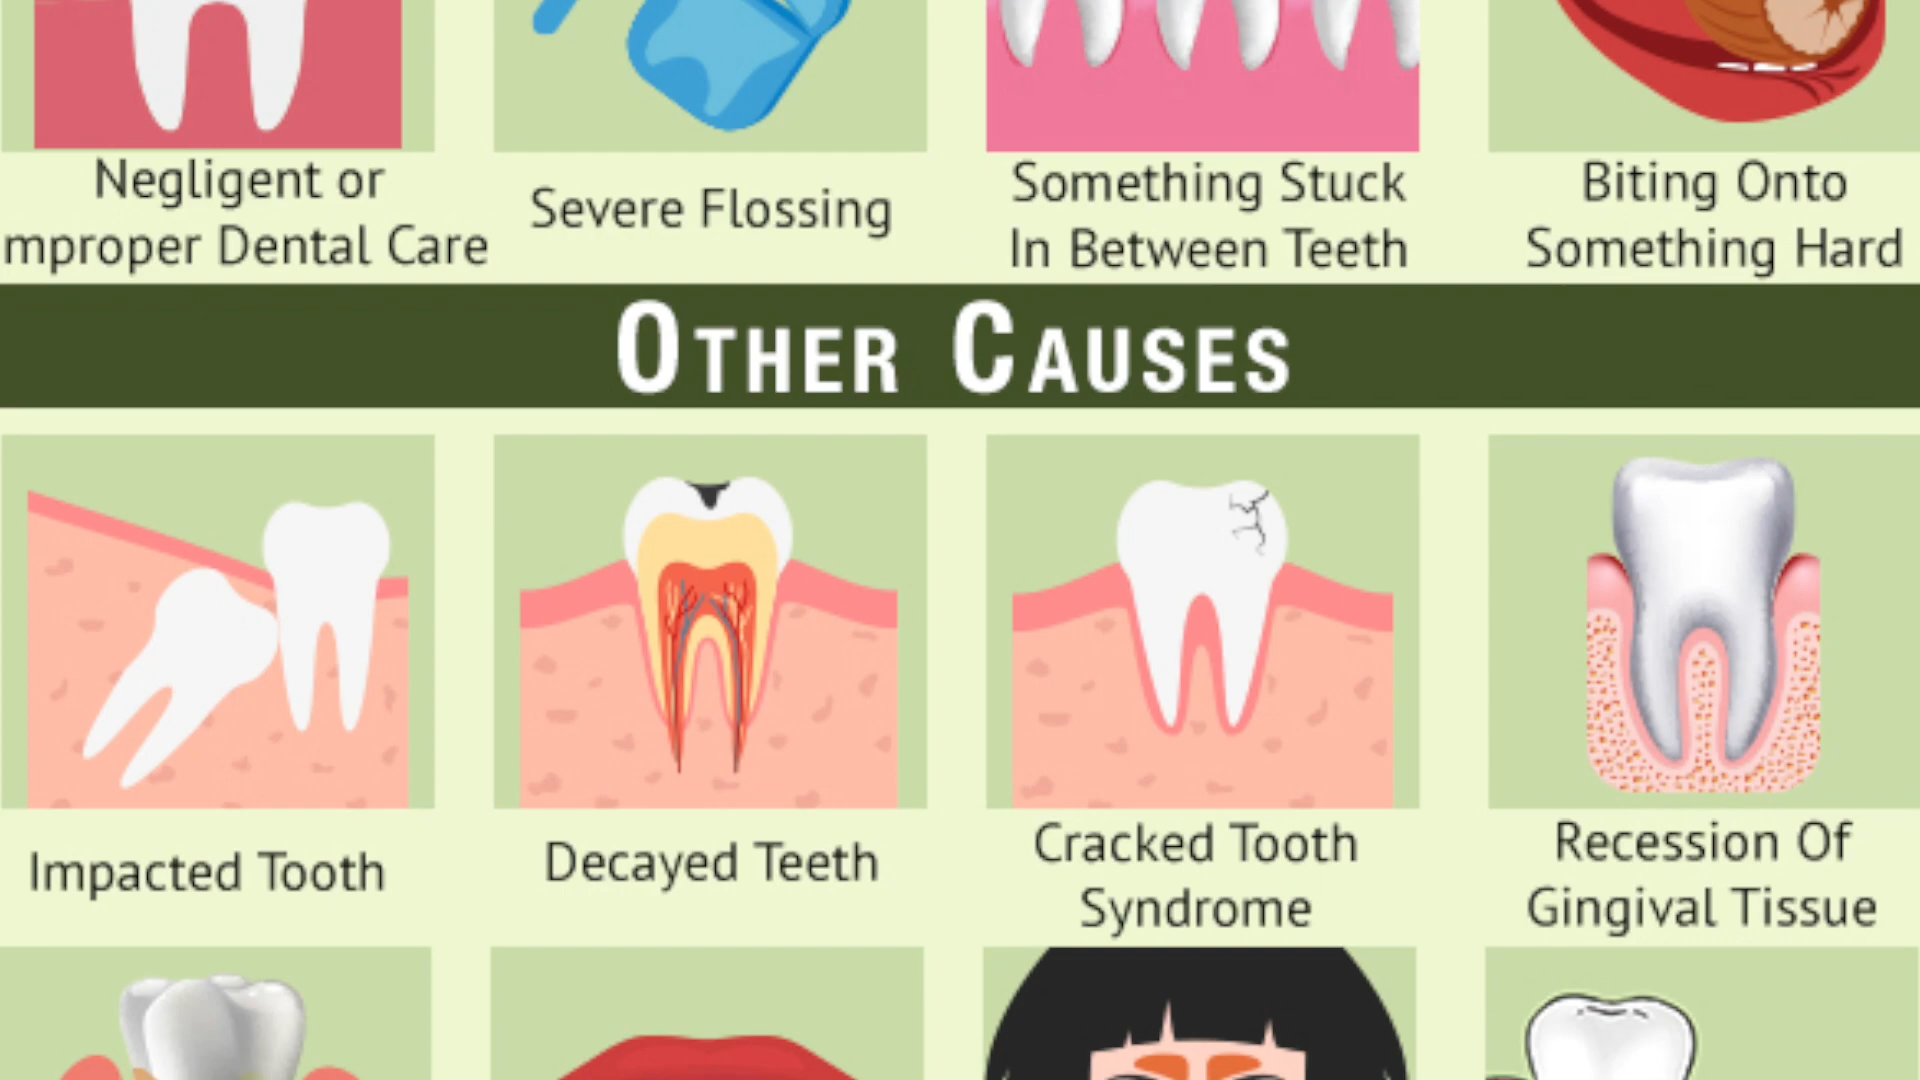 Negligent or
mproper Dental Care
Severe Flossing
Something Stuck
In Between Teeth
Biting Onto
Something Hard
OTHER CAUSES
Impacted Tooth
Decayed Teeth
Cracked Tooth
Syndrome
Recession Of
Gingival Tissue